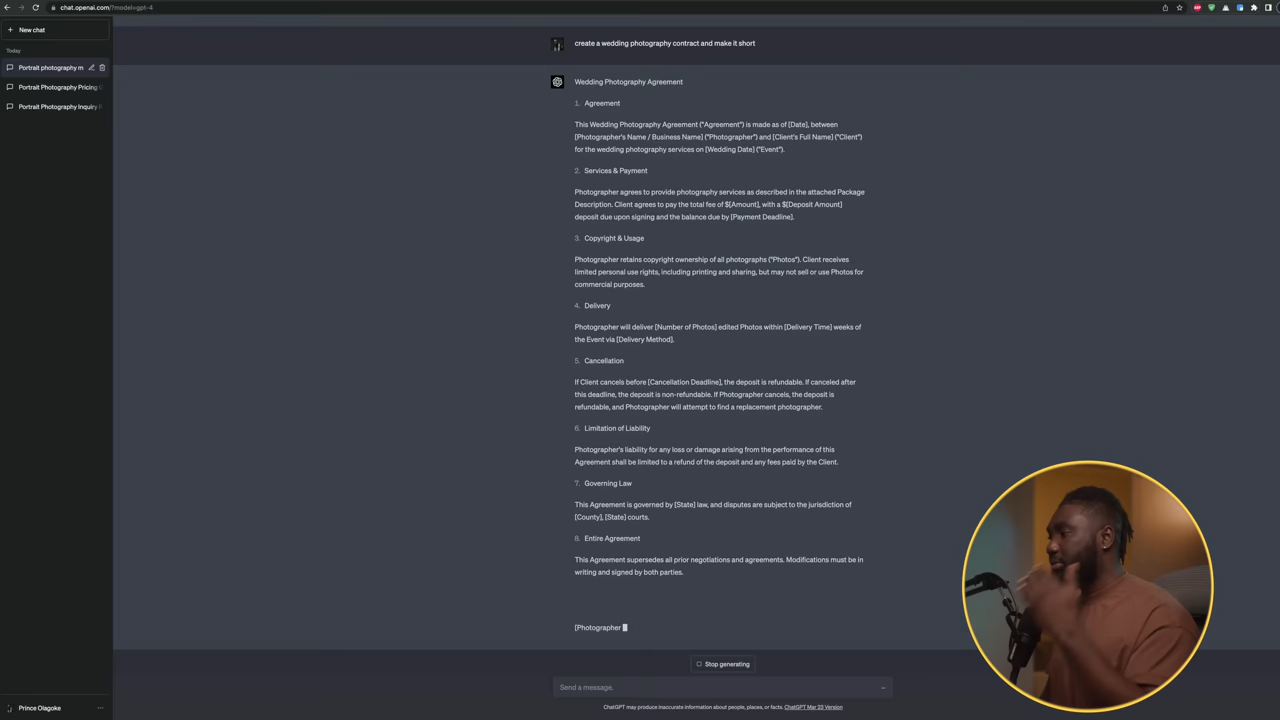 chat.openai.com/?model=gpt-4
New chat
Today
Portrait photography m
Portrait Photography Pricing
Portrait Photography Inquiry
create a wedding photography contract and make it short
Wedding Photography Agreement
1. Agreement
This Wedding Photography Agreement ("Agreement") is made as of [Date], between
[Photographer's Name / Business Name] ("Photographer") and [Client's Full Name] ("Client")
for the wedding photography services on [Wedding Date] ("Event").
2. Services & Payment
Photographer agrees to provide photography services as described in the attached Package
Description. Client agrees to pay the total fee of $[Amount], with a $[Deposit Amount]
deposit due upon signing and the balance due by [Payment Deadline].
3. Copyright & Usage
Photographer retains copyright ownership of all photographs ("Photos"). Client receives
limited personal use rights, including printing and sharing, but may not sell or use Photos for
commercial purposes.
4. Delivery
Photographer will deliver [Number of Photos] edited Photos within [Delivery Time] weeks of
the Event via [Delivery Method].
5. Cancellation
If Client cancels before [Cancellation Deadline], the deposit is refundable. If canceled after
this deadline, the deposit is non-refundable. If Photographer cancels, the deposit is
refundable, and Photographer will attempt to find a replacement photographer.
6. Limitation of Liability
Photographer's liability for any loss or damage arising from the performance of this
Agreement shall be limited to a refund of the deposit and any fees paid by the Client.
7. Governing Law
This Agreement is governed by [State] law, and disputes are subject to the jurisdiction of
[County], [State] courts.
8. Entire Agreement
This Agreement supersedes all prior negotiations and agreements. Modifications must be in
writing and signed by both parties.
[Photographer
Stop generating
Send a message.
Prince Olagoke
ChatGPT may produce inaccurate information about people, places, or facts. ChatGPT Mar 23 Version